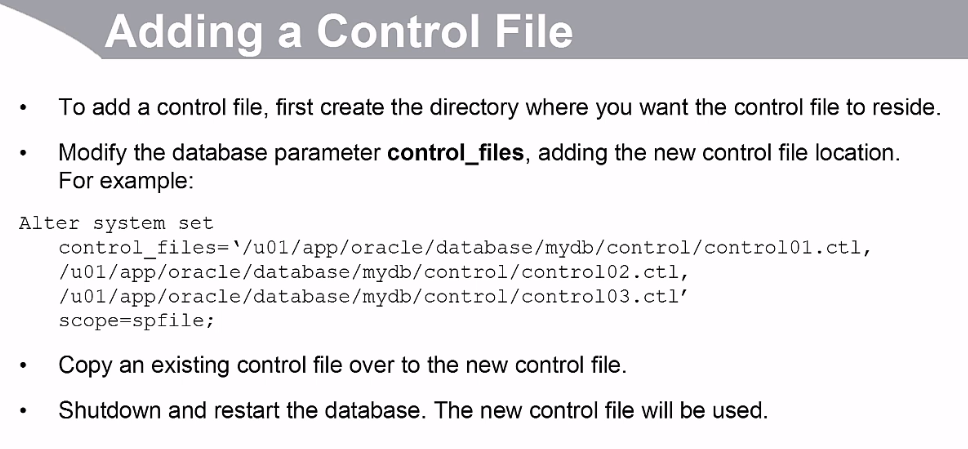 Adding a Control File
• To add a control file, first create the directory where you want the control file to reside.
• Modify the database parameter control_files, adding the new control file location.
For example:
Alter system set
control_files=‘/u01/app/oracle/database/mydb/control/control01.ctl,
/u01/app/oracle/database/mydb/control/control02.ctl,
/u01/app/oracle/database/mydb/control/control03.ctl’
scope=spfile;
• Copy an existing control file over to the new control file.
• Shutdown and restart the database. The new control file will be used.